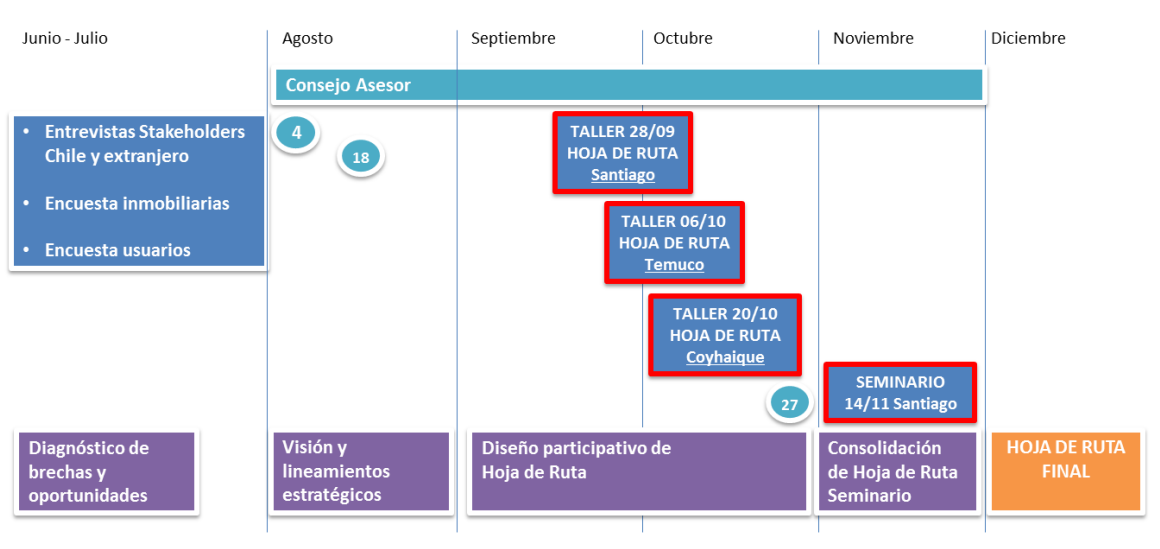 Junio - Julio
Agosto
Septiembre
Octubre
Noviembre
Diciembre
Consejo Asesor
• Entrevistas Stakeholders
Chile y extranjero
• Encuesta inmobiliarias
• Encuesta usuarios
4
18
TALLER 28/09
HOJA DE RUTA
Santiago
TALLER 06/10
HOJA DE RUTA
Temuco
TALLER 20/10
HOJA DE RUTA
Coyhaique
27
SEMINARIO
14/11 Santiago
Diagnóstico de
brechas y
oportunidades
Visión y
lineamientos
estratégicos
Diseño participativo de
Hoja de Ruta
Consolidación
de Hoja de Ruta
Seminario
HOJA DE RUTA
FINAL